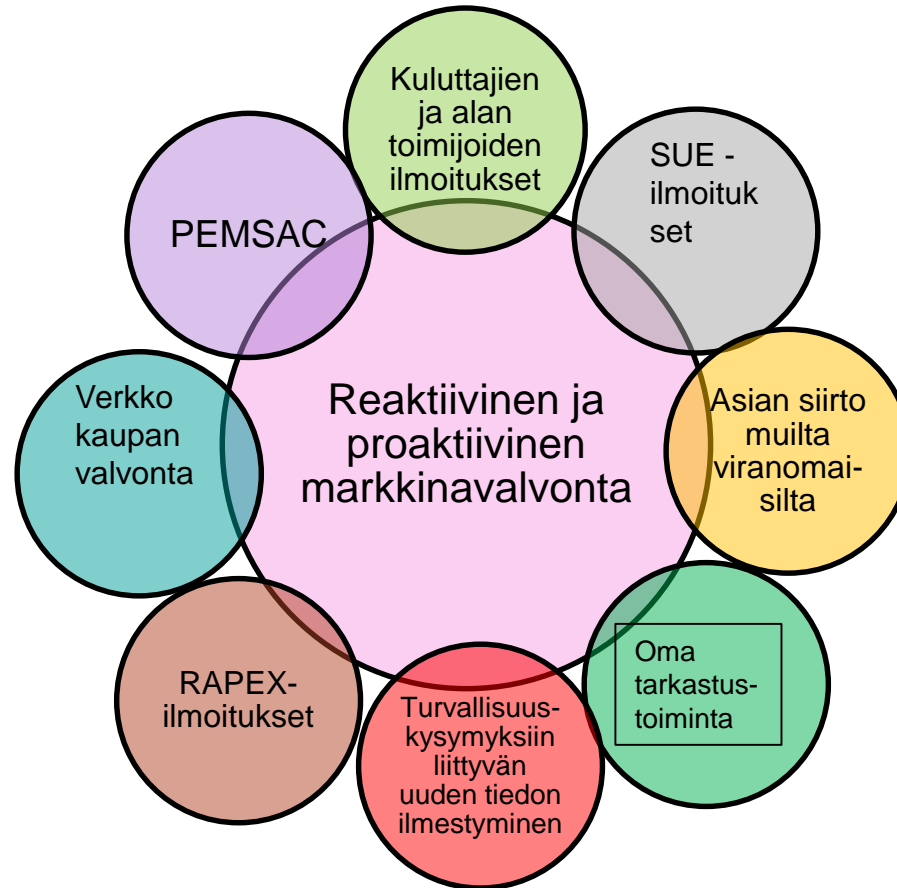 Kuluttajien
ja alan
toimijoiden
ilmoitukset
SUE -
ilmoituk
set
PEMSAC
Asian siirto
muilta
viranomai-
silta
Verkko
kaupan
valvonta
Reaktiivinen ja
proaktiivinen
markkinavalvonta
Oma
tarkastus-
toiminta
RAPEX-
ilmoitukset
Turvallisuus-
kysymyksiin
liittyvän
uuden tiedon
ilmestyminen